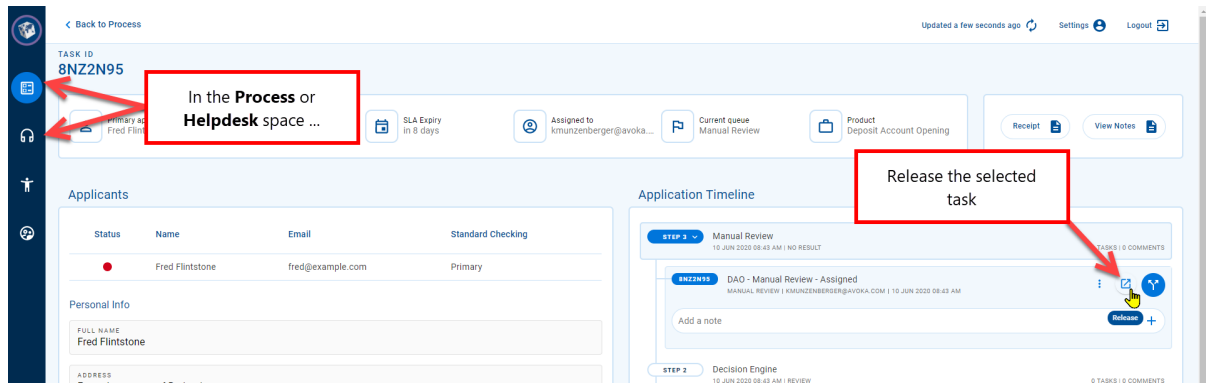 Back to Process
Updated a few seconds ago
Settings
Logout
TASK ID
8NZ2N95
In the Process or
Helpdesk space ...
Primary
Fred
SLA Expiry
in 8 days
Assigned to
kmunzenberger@avoka...
Current queue
Manual Review
Product
Deposit Account Opening
Receipt
View Notes
Release the selected
task
Applicants
Status Name Email Standard Checking
Fred Flintstone fred@example.com Primary
Personal Info
FULL NAME
Fred Flintstone
ADDRESS
Application Timeline
STEP 3 Manual Review
10 JUN 2020 08:43 AM | NO RESULT
TASKS | 0 COMMENTS
8NZ2N95 DAO - Manual Review - Assigned
MANUAL REVIEW | KMUNZENBERGER@AVOKA.COM | 10 JUN 2020 08:43 AM
Add a note
Release +
STEP 2 Decision Engine
10 JUN 2020 08:43 AM | REVIEW
0 TASKS | 0 COMMENTS